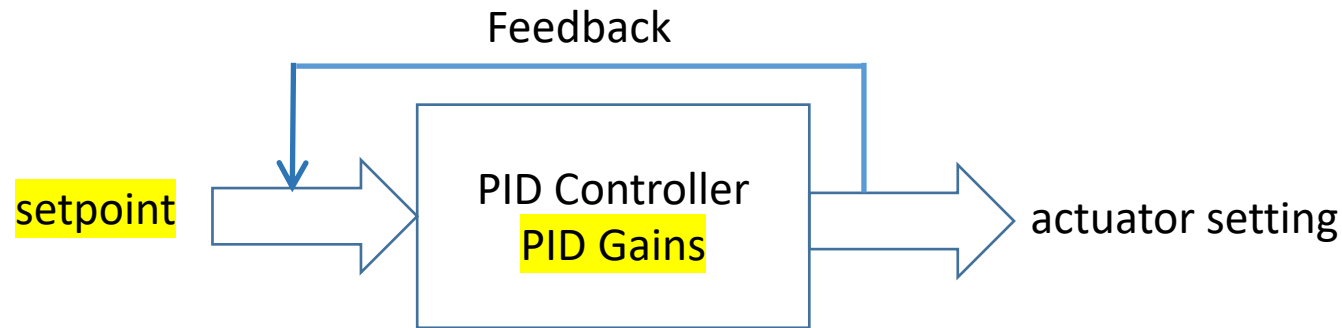 Feedback
setpoint
PID Controller
PID Gains
actuator setting